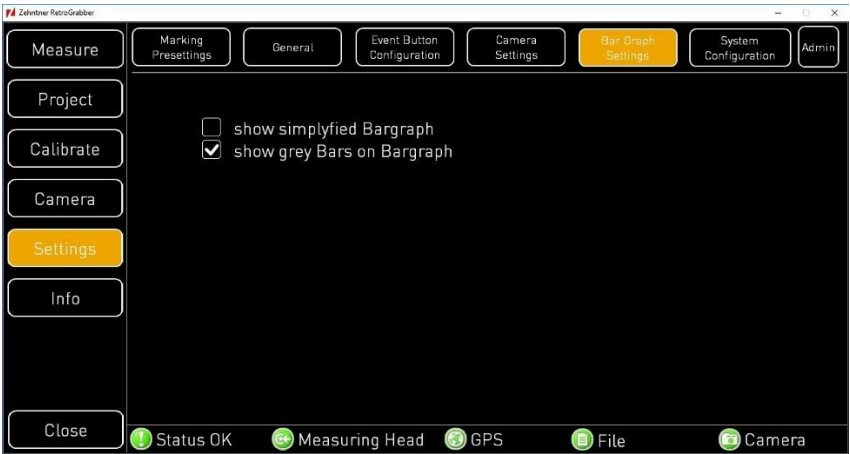 Zehntner RetroGrabber
Measure
Project
Calibrate
Camera
Settings
Info
Close
Marking
Presettings
General
Event Button
Configuration
Camera
Settings
Bar Graph
Settings
System
Configuration
Admin
show simplyfied Bargraph
show grey Bars on Bargraph
Status OK
Measuring Head
GPS
File
Camera